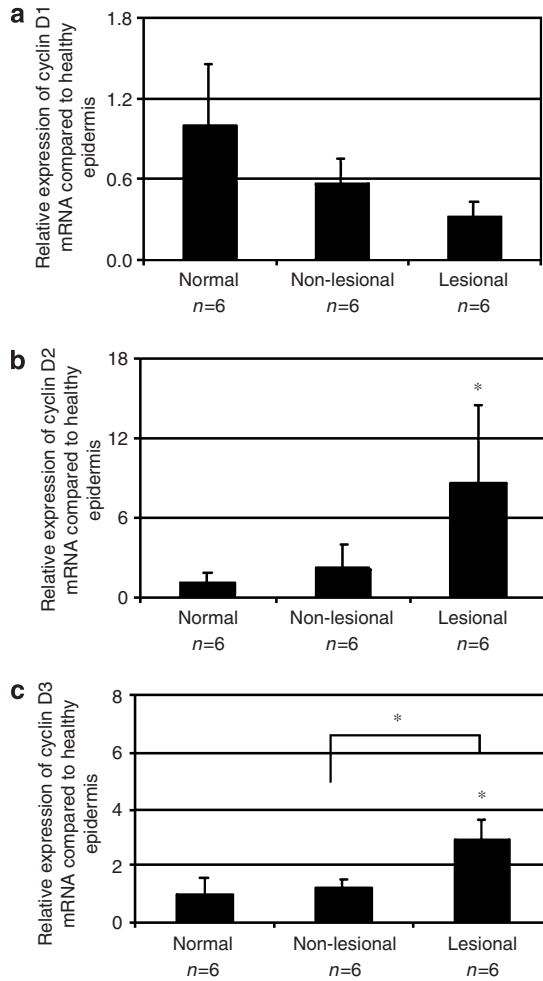 a
Relative expression of cyclin D1
mRNA compared to healthy
epidermis
1.8
1.2
0.6
0.0
Normal
Non-lesional
Lesional
n=6
n=6
n=6
b
Relative expression of cyclin D2
mRNA compared to healthy
epidermis
18
12
6
0
*
Normal
Non-lesional
Lesional
n=6
n=6
n=6
c
Relative expression of cyclin D3
mRNA compared to healthy
epidermis
8
6
4
2
0
*
*
Normal
Non-lesional
Lesional
n=6
n=6
n=6